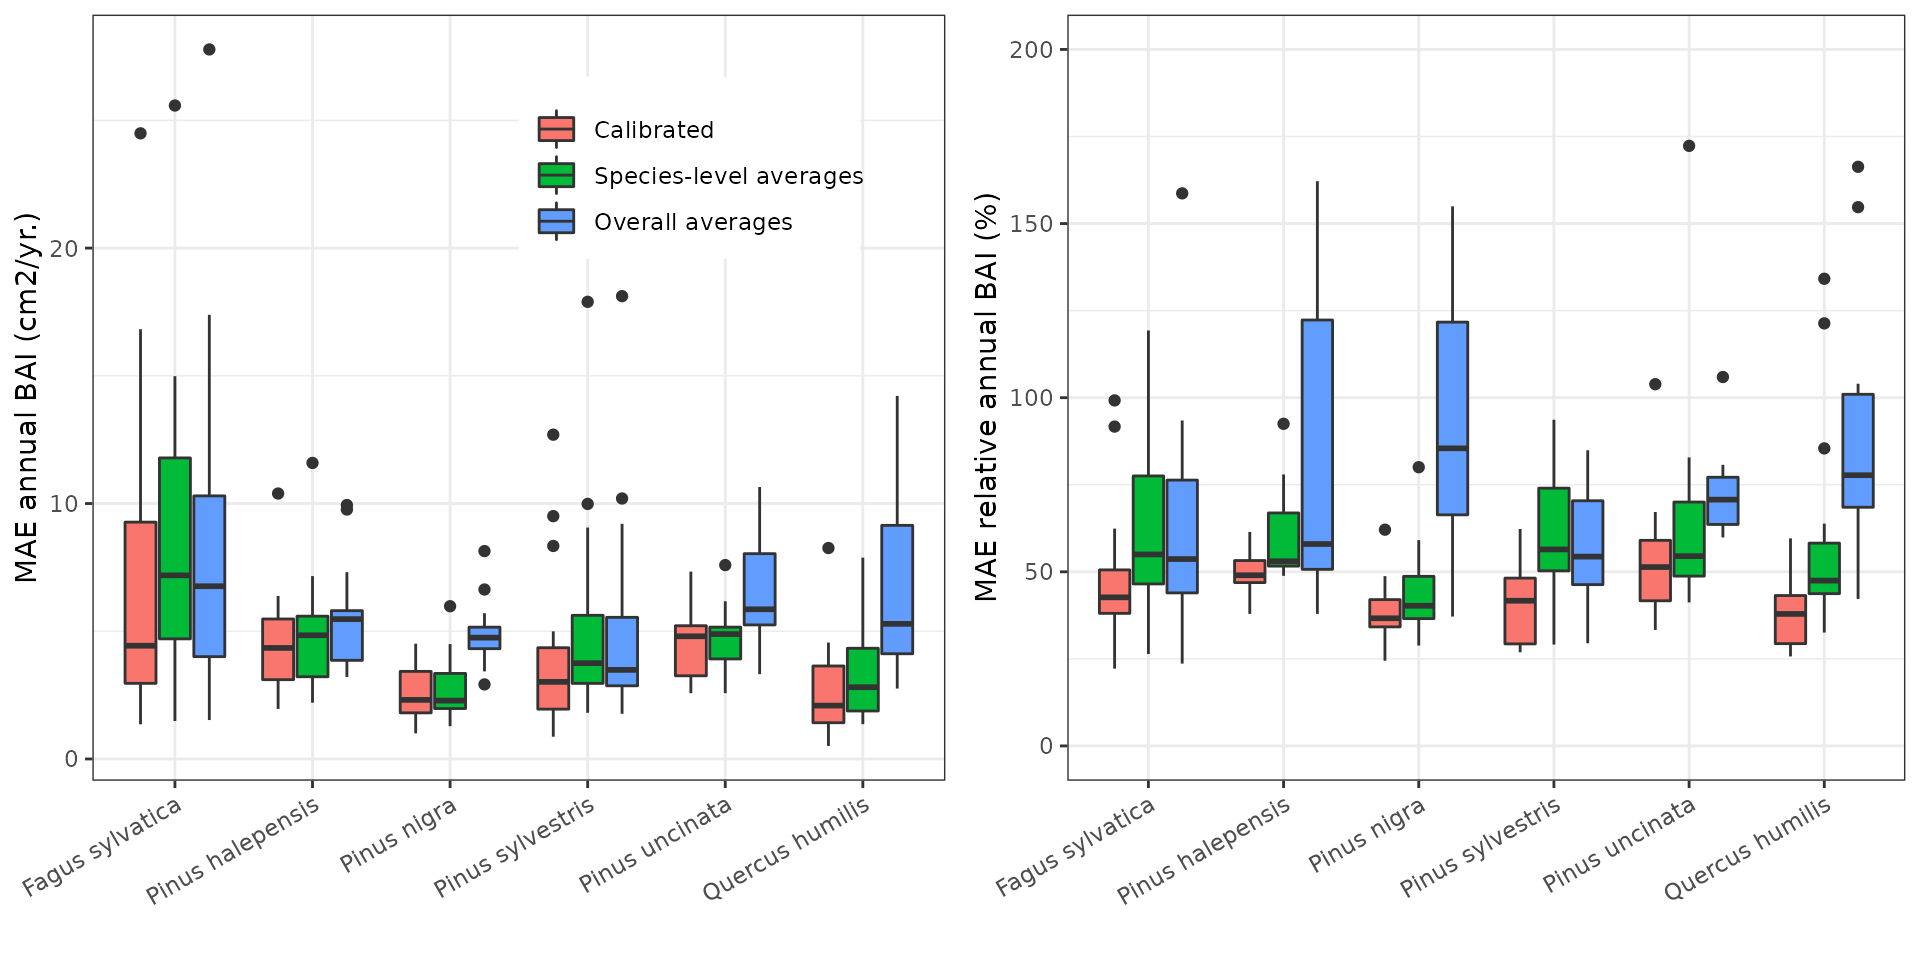 MAE annual BAI (cm2/yr.)
20
10
0
Calibrated
Species-level averages
Overall averages
Fagus sylvatica
Pinus halepensis
Pinus nigra
Pinus sylvestris
Pinus uncinata
Quercus humilis
MAE relative annual BAI (%)
200
150
100
50
0
Fagus sylvatica
Pinus halepensis
Pinus nigra
Pinus sylvestris
Pinus uncinata
Quercus humilis